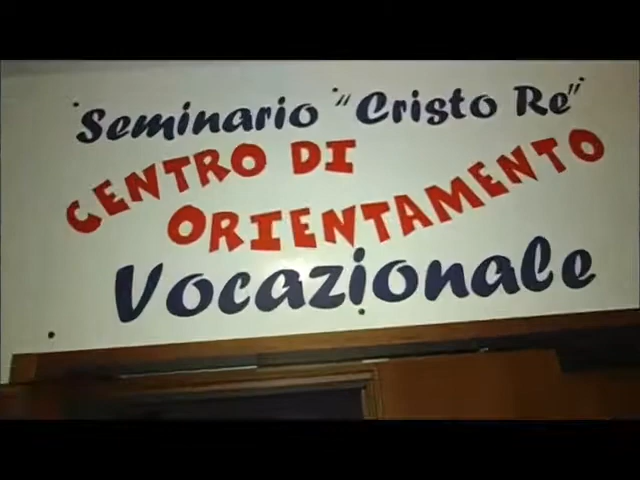 Seminario "Cristo Re"
CENTRO DI
ORIENTAMENTO
Vocazionale